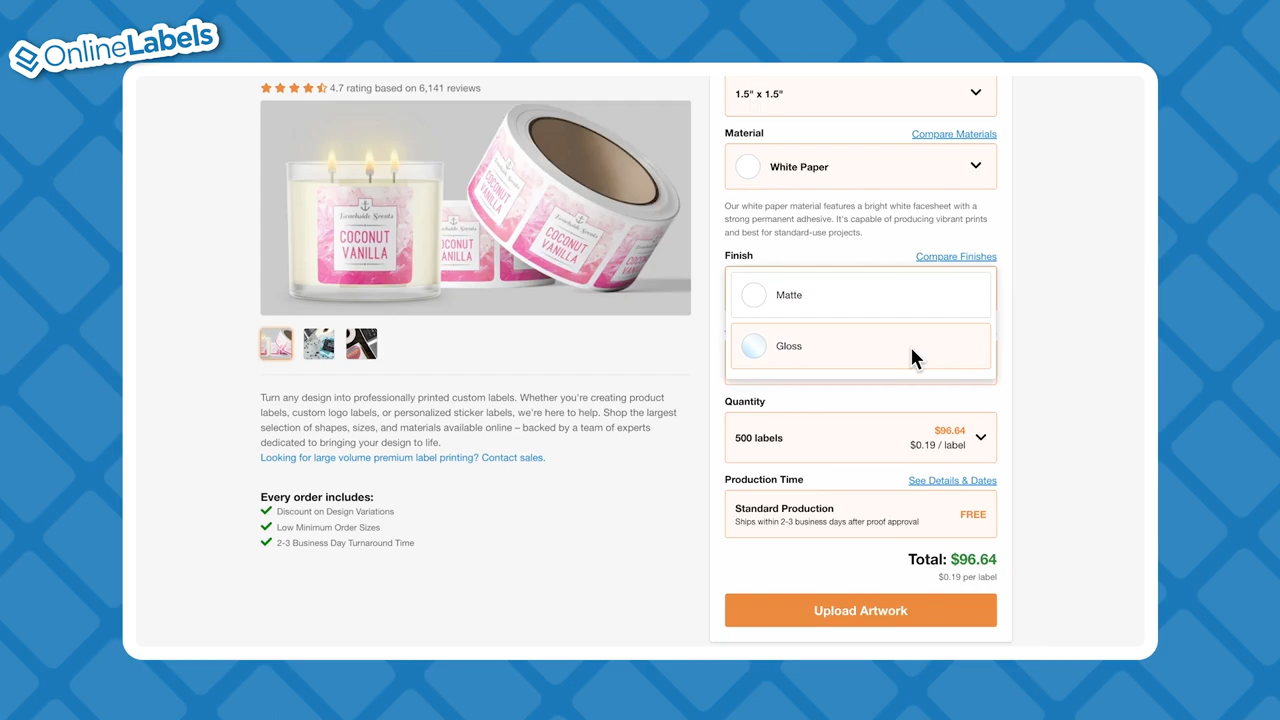 OnlineLabels
4.7 rating based on 6,141 reviews
Lunehaide Scents
COCONUT
VANILLA
COCONUT
VANILLA
COCONUT
VANILLA
COCONUT
VANILLA
Turn any design into professionally printed custom labels. Whether you're creating product
labels, custom logo labels, or personalized sticker labels, we're here to help. Shop the largest
selection of shapes, sizes, and materials available online – backed by a team of experts
dedicated to bringing your design to life.
Looking for large volume premium label printing? Contact sales.
Every order includes:
Discount on Design Variations
Low Minimum Order Sizes
2-3 Business Day Turnaround Time
1.5" x 1.5"
Material
Compare Materials
White Paper
Our white paper material features a bright white facesheet with a
strong permanent adhesive. It's capable of producing vibrant prints
and best for standard-use projects.
Finish
Compare Finishes
Matte
Gloss
Quantity
500 labels
$96.64
$0.19 / label
Production Time
See Details & Dates
Standard Production
Ships within 2-3 business days after proof approval
FREE
Total: $96.64
$0.19 per label
Upload Artwork